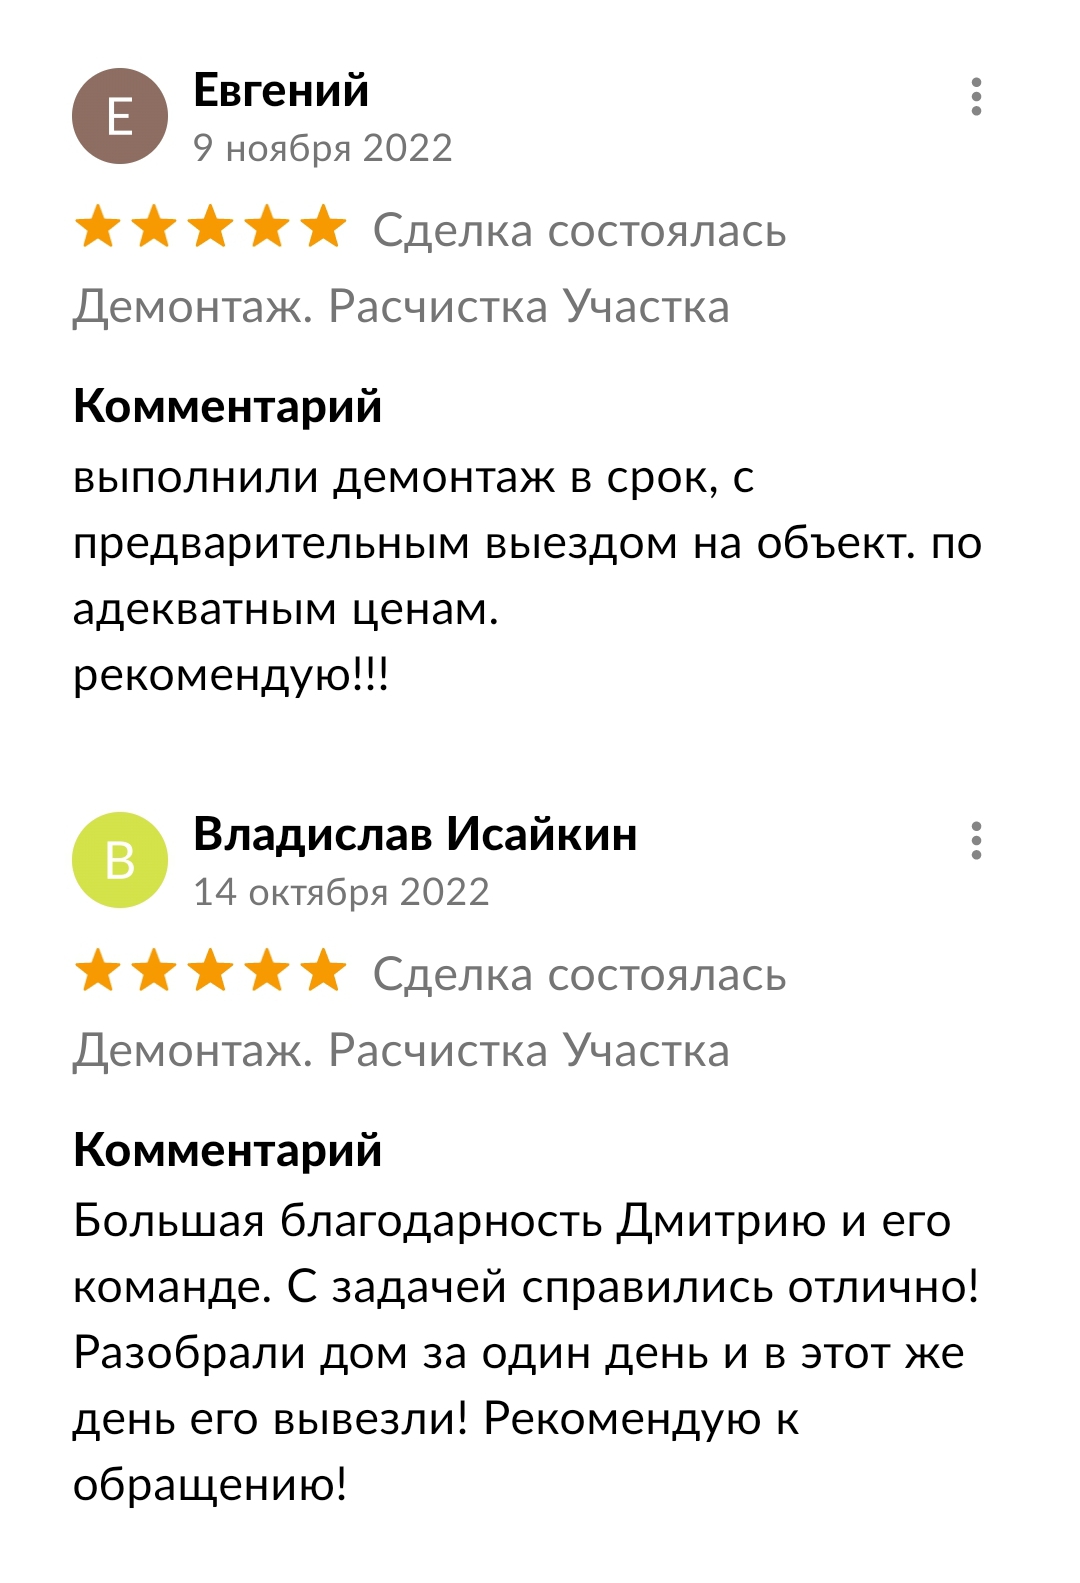 Е
Евгений
9 ноября 2022
Сделка состоялась
Демонтаж. Расчистка Участка
Комментарий
выполнили демонтаж в срок, с
предварительным выездом на объект. по
адекватным ценам.
рекомендую!!!
В
Владислав Исайкин
14 октября 2022
Сделка состоялась
Демонтаж. Расчистка Участка
Комментарий
Большая благодарность Дмитрию и его
команде. С задачей справились отлично!
Разобрали дом за один день и в этот же
день его вывезли! Рекомендую к
обращению!